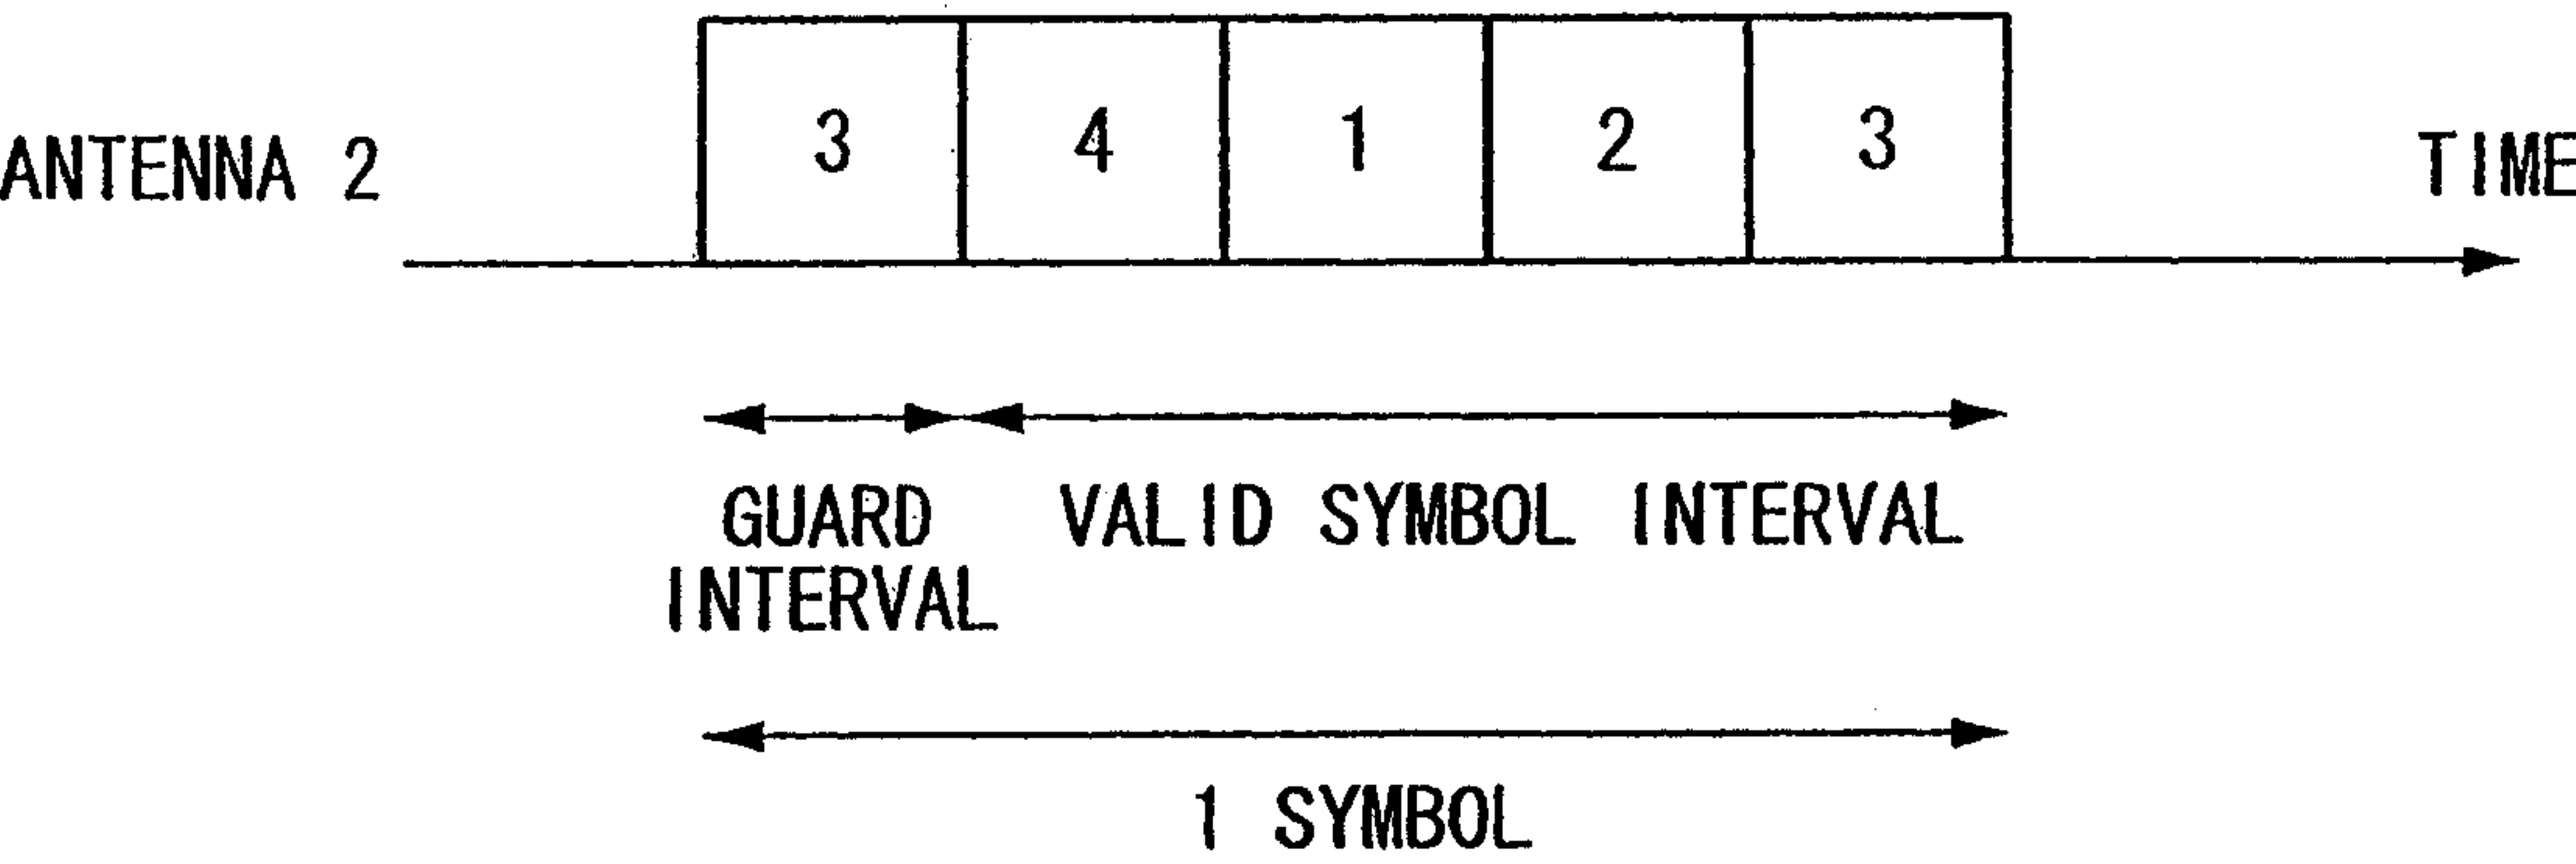 3 4 1 2 3
ANTENNA 2
TIME
GUARD
INTERVAL
VALID SYMBOL INTERVAL
1 SYMBOL